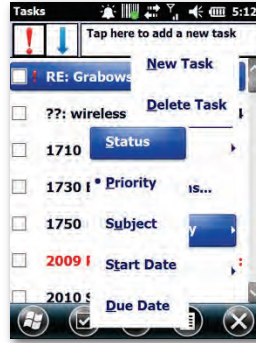 Tasks 5:12
Tap here to add a new task
RE: Grabows
New Task
??: wireless
Delete Task
1710
Status
1730
Priority
ns...
1750
Subject
y
2009
Start Date
2010
Due Date